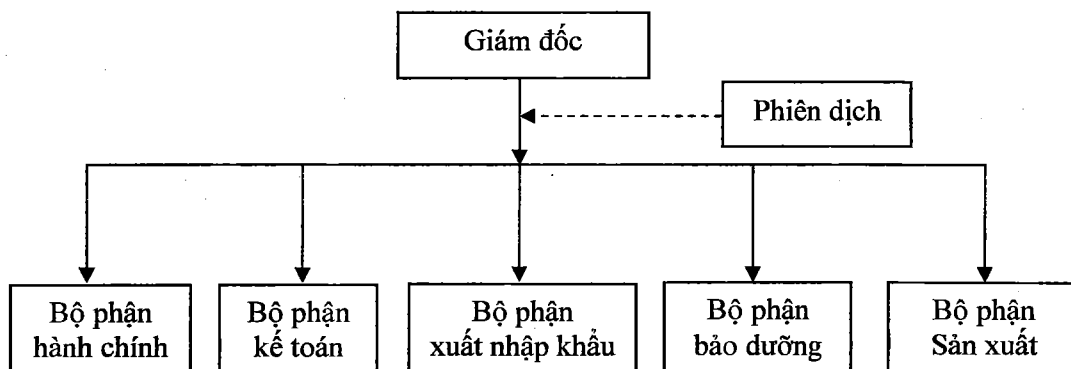 Giám đốc
Phiên dịch
Bộ phận
hành chính
Bộ phận
kế toán
Bộ phận
xuất nhập khẩu
Bộ phận
bảo dưỡng
Bộ phận
Sản xuất